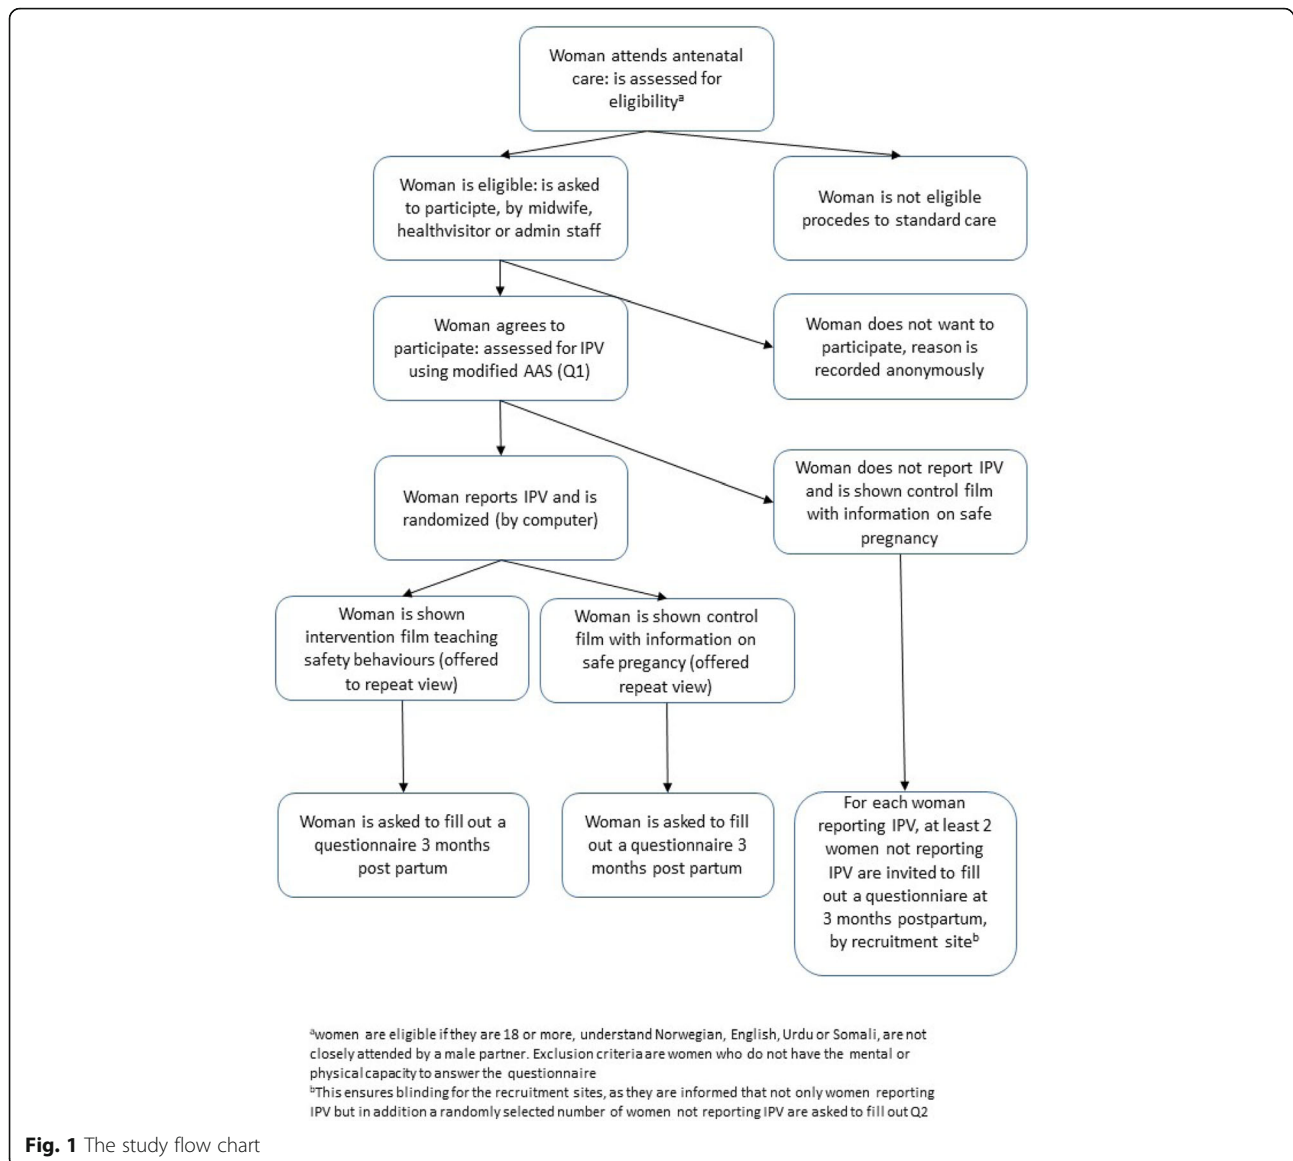 Woman attends antenatal
care: is assessed for
eligibilityᵃ
Woman is eligible: is asked
to participte, by midwife,
healthvisitor or admin staff
Woman is not eligible
procedes to standard care
Woman agrees to
participate: assessed for IPV
using modified AAS (Q1)
Woman does not want to
participate, reason is
recorded anonymously
Woman reports IPV and is
randomized (by computer)
Woman does not report IPV
and is shown control film
with information on safe
pregnancy
Woman is shown
intervention film teaching
safety behaviours (offered
to repeat view)
Woman is shown control
film with information on
safe pregancy (offered
repeat view)
Woman is asked to fill out a
questionnaire 3 months
post partum
Woman is asked to fill
out a questionnaire 3
months post partum
For each woman
reporting IPV, at least 2
women not reporting
IPV are invited to fill
out a questionniare at
3 months postpartum,
by recruitment siteᵇ
ᵃwomen are eligible if they are 18 or more, understand Norwegian, English, Urdu or Somali, are not
closely attended by a male partner. Exclusion criteria are women who do not have the mental or
physical capacity to answer the questionnaire
ᵇThis ensures blinding for the recruitment sites, as they are informed that not only women reporting
IPV but in addition a randomly selected number of women not reporting IPV are asked to fill out Q2
Fig. 1 The study flow chart